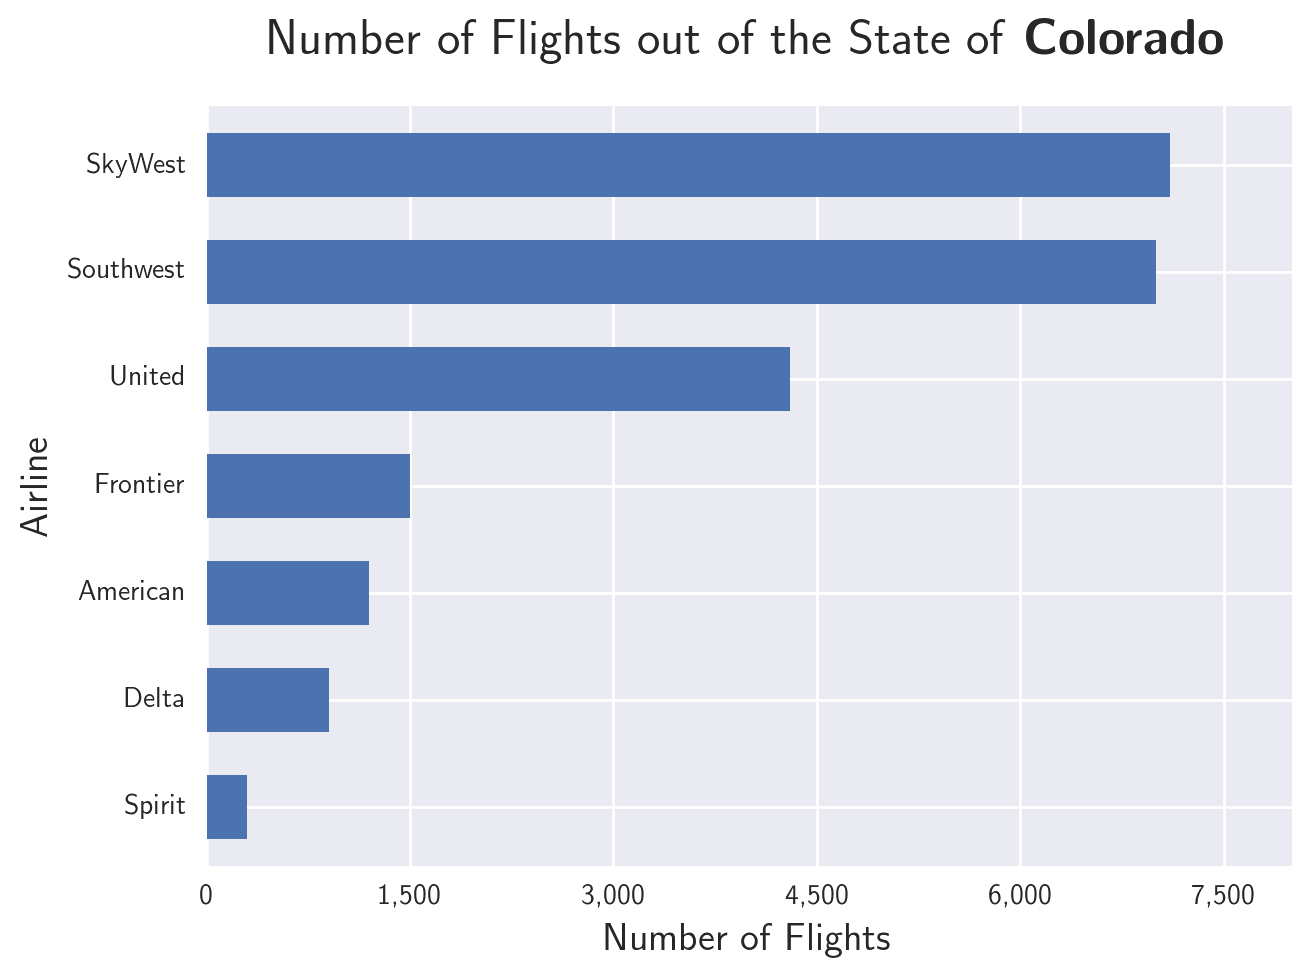 Number of Flights out of the State of Colorado
SkyWest
Southwest
United
Frontier
American
Delta
Spirit
Airline
0 1,500 3,000 4,500 6,000 7,500
Number of Flights